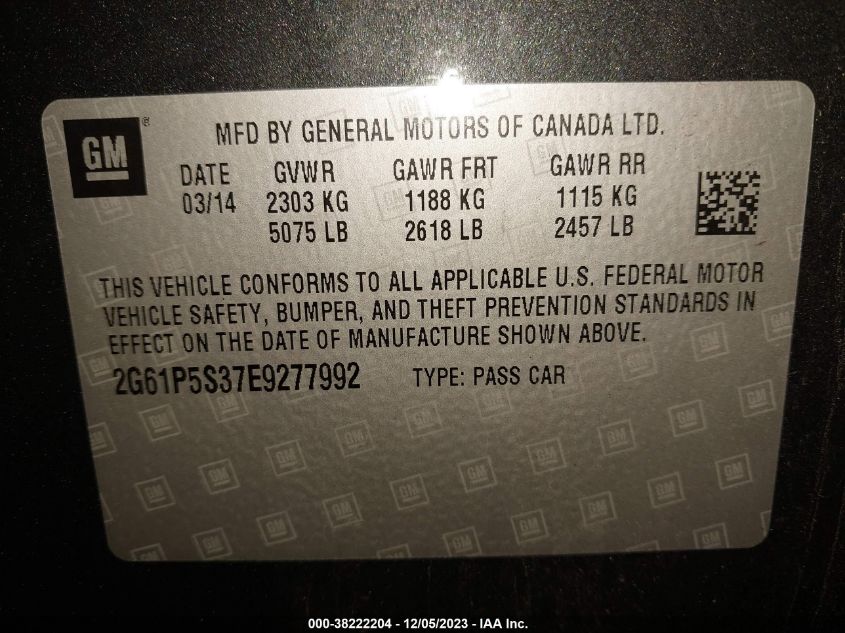 GM®
MFD BY GENERAL MOTORS OF CANADA LTD.
DATE GVWR GAWR FRT GAWR RR
03/14 2303 KG 1188 KG 1115 KG
5075 LB 2618 LB 2457 LB
THIS VEHICLE CONFORMS TO ALL APPLICABLE U.S. FEDERAL MOTOR
VEHICLE SAFETY, BUMPER, AND THEFT PREVENTION STANDARDS IN
EFFECT ON THE DATE OF MANUFACTURE SHOWN ABOVE.
2G61P5S37E9277992 TYPE: PASS CAR
000-38222204 - 12/05/2023 - IAA Inc.